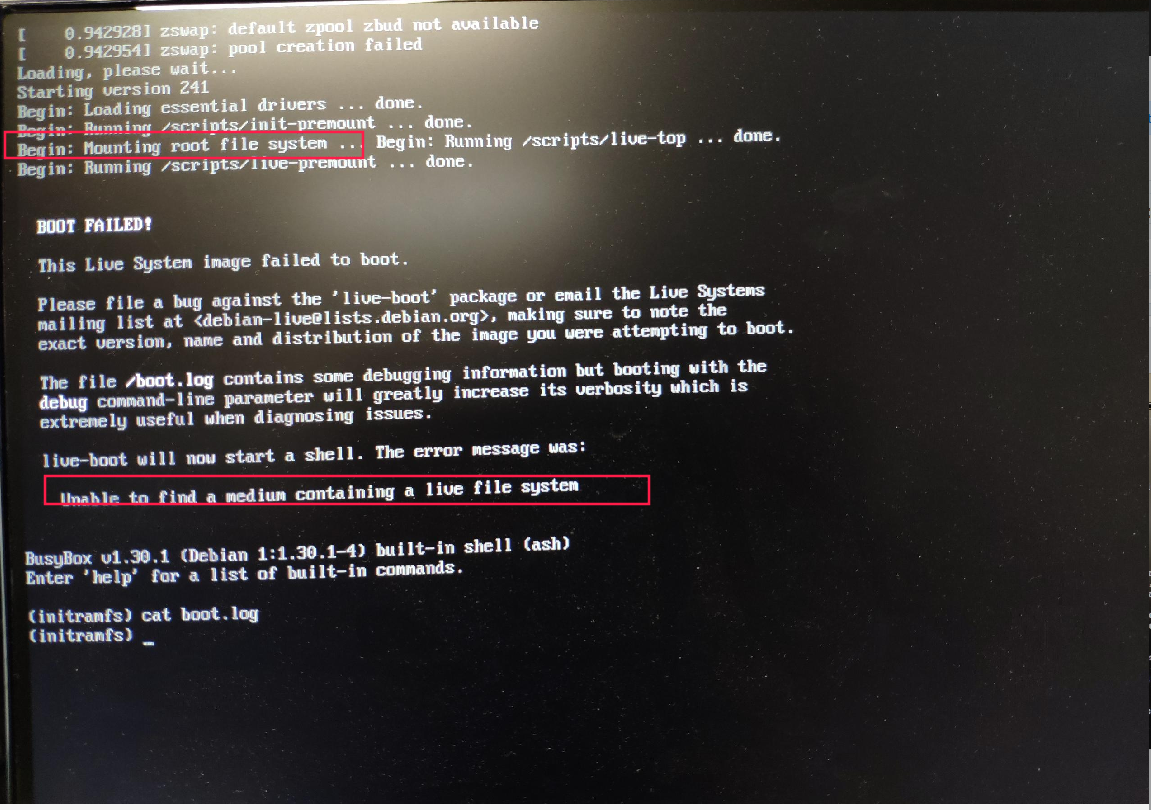 [    0.942928] zswap: default zpool zbud not available
[    0.942954] zswap: pool creation failed
Loading, please wait...
Starting version 241
Begin: Loading essential drivers ... done.
Begin: Running /scripts/init-premount ... done.
Begin: Mounting root file system ... Begin: Running /scripts/live-top ... done.
Begin: Running /scripts/live-premount ... done.
BOOT FAILED!
This Live System image failed to boot.
Please file a bug against the 'live-boot' package or email the Live Systems
mailing list at <debian-live@lists.debian.org>, making sure to note the
exact version, name and distribution of the image you were attempting to boot.
The file /boot.log contains some debugging information but booting with the
debug command-line parameter will greatly increase its verbosity which is
extremely useful when diagnosing issues.
live-boot will now start a shell. The error message was:
Unable to find a medium containing a live file system
BusyBox v1.30.1 (Debian 1:1.30.1-4) built-in shell (ash)
Enter 'help' for a list of built-in commands.
(initramfs) cat boot.log
(initramfs) _